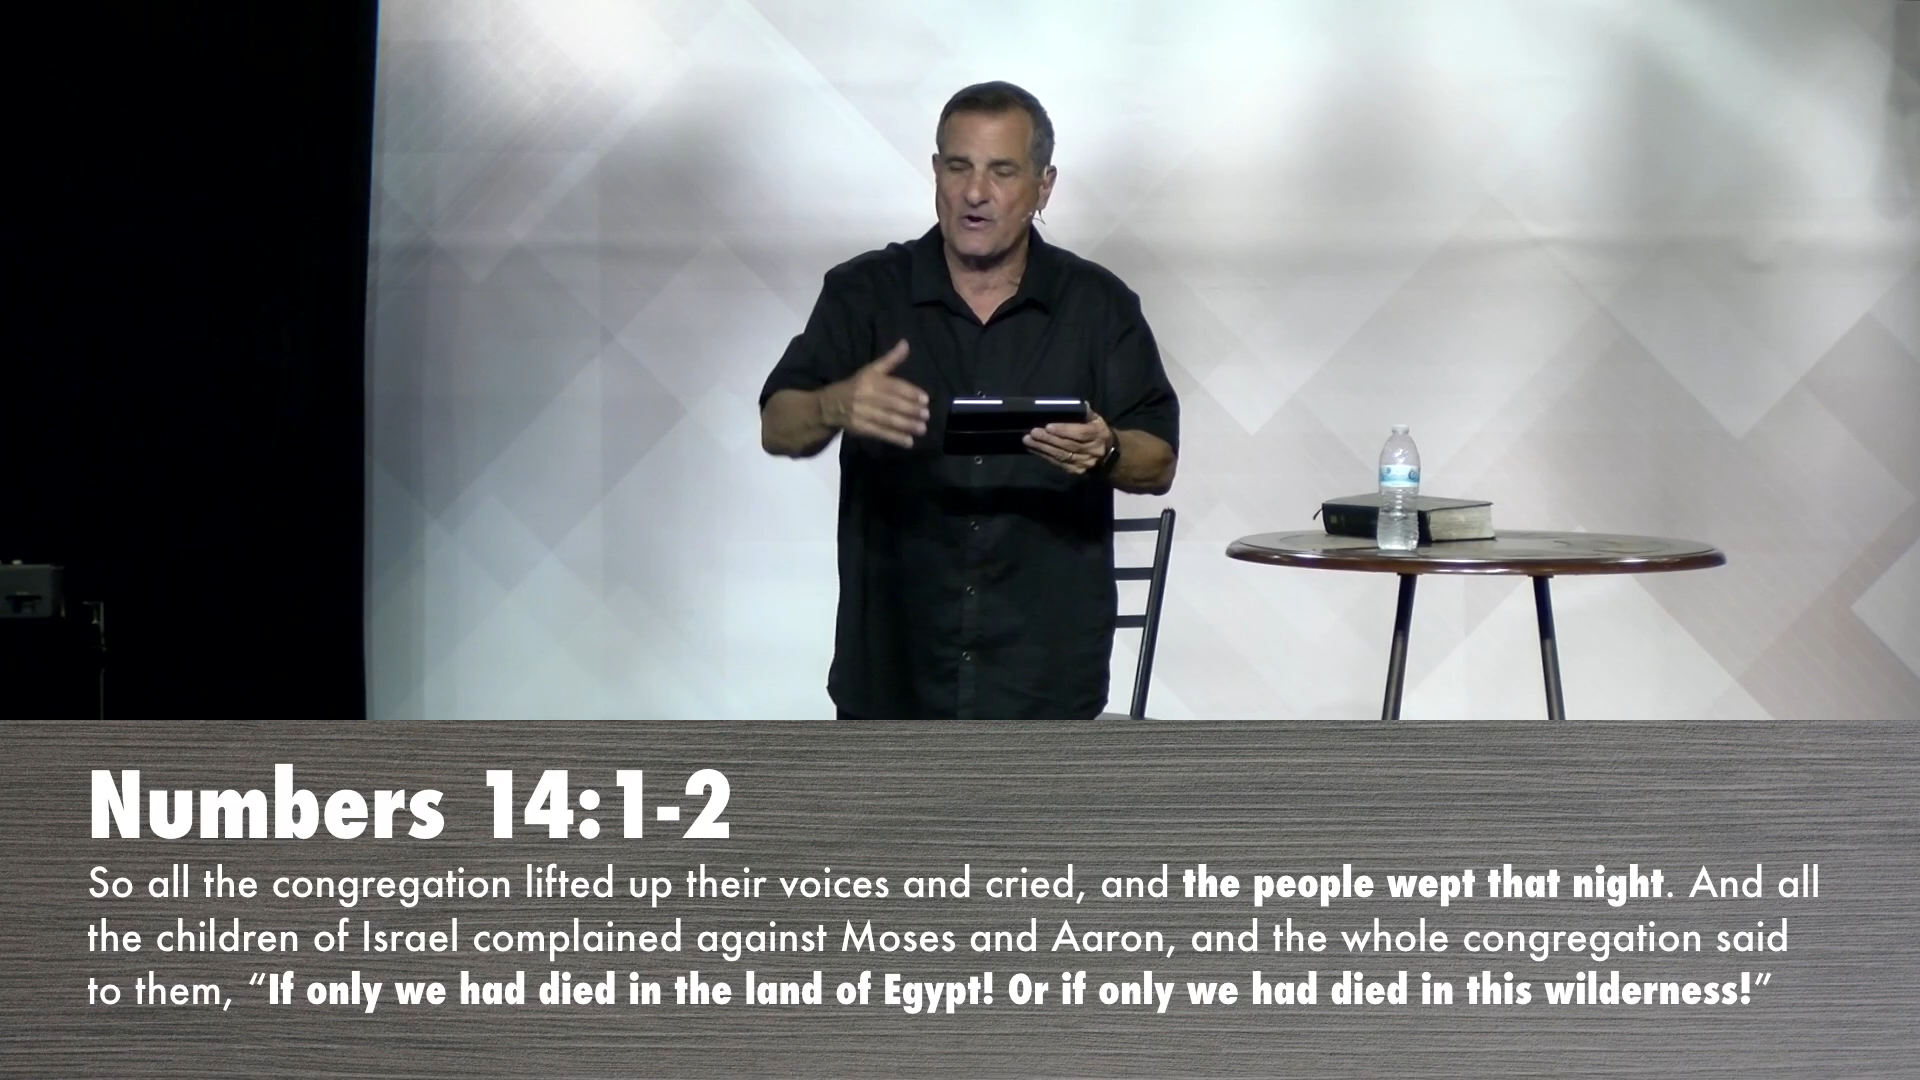 Numbers 14:1-2
So all the congregation lifted up their voices and cried, and the people wept that night. And all
the children of Israel complained against Moses and Aaron, and the whole congregation said
to them, “If only we had died in the land of Egypt! Or if only we had died in this wilderness!”